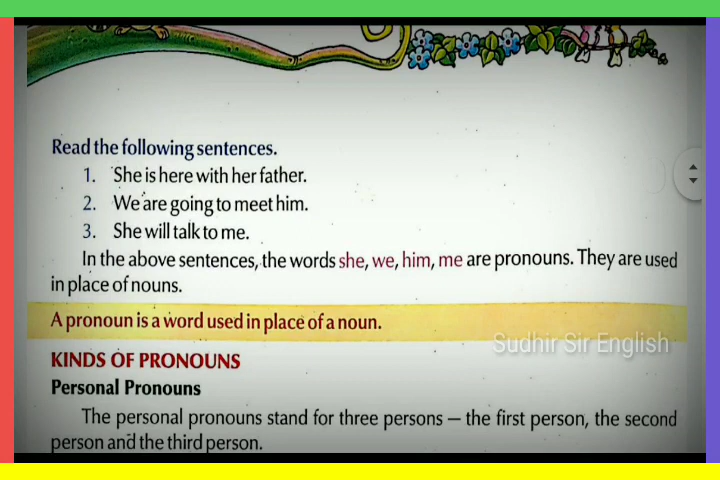 Read the following sentences.
1. She is here with her father.
2. We are going to meet him.
3. She will talk to me.
In the above sentences, the words she, we, him, me are pronouns. They are used
in place of nouns.
A pronoun is a word used in place of a noun.
Sudhir Sir English
KINDS OF PRONOUNS
Personal Pronouns
The personal pronouns stand for three persons – the first person, the second
person and the third person.